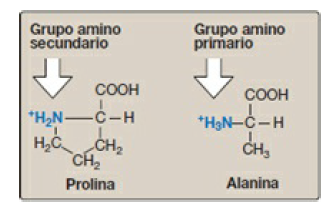 Grupo amino
secundario
Grupo amino
primario
COOH
⁺H₂N—C–H
H₂C
CH₂
CH₂
Prolina
COOH
⁺H₃N–C–H
CH₃
Alanina